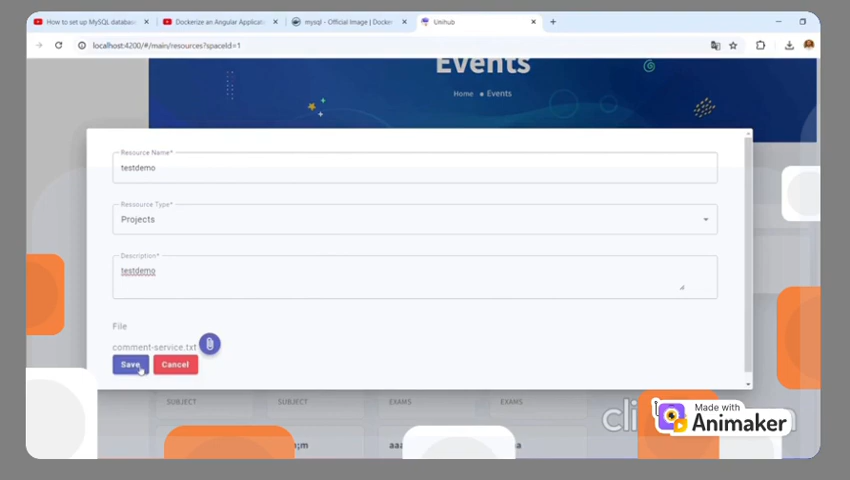 How to set up MySQL database
Dockerize an Angular Applicati
mysql - Official Image | Docker
Unihub
localhost:4200/#/main/resources?spaceId=1
Events
Home Events
Resource Name*
testdemo
Ressource Type*
Projects
Description*
testdemo
File
comment-service.txt
Save
Cancel
SUBJECT SUBJECT EXAMS EXAMS
Made with
Animaker